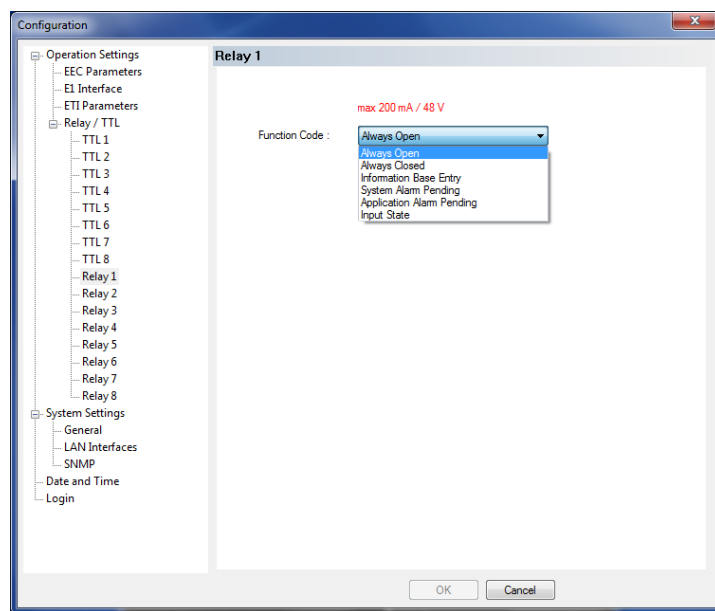 Configuration
Operation Settings
EEC Parameters
E1 Interface
ETI Parameters
Relay / TTL
TTL 1
TTL 2
TTL 3
TTL 4
TTL 5
TTL 6
TTL 7
TTL 8
Relay 1
Relay 2
Relay 3
Relay 4
Relay 5
Relay 6
Relay 7
Relay 8
System Settings
General
LAN Interfaces
SNMP
Date and Time
Login
Relay 1
max 200 mA / 48 V
Function Code : Always Open
Always Open
Always Closed
Information Base Entry
System Alarm Pending
Application Alarm Pending
Input State
OK Cancel